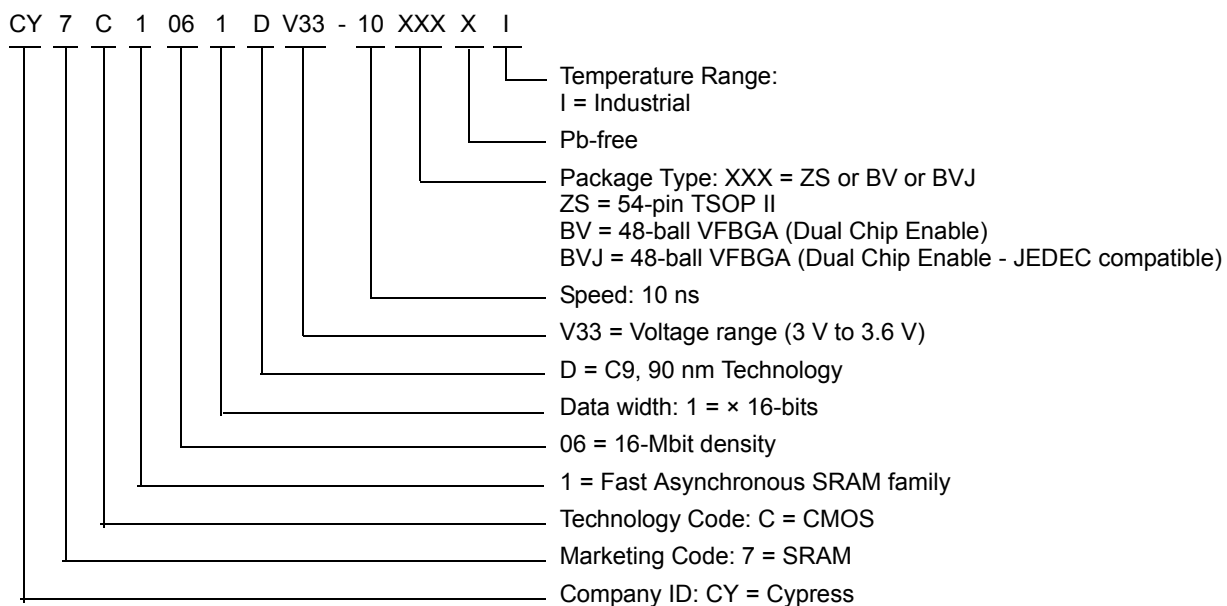 CY 7 C 1 06 1 D V33 - 10 XXX X I
Temperature Range:
I = Industrial
Pb-free
Package Type: XXX = ZS or BV or BVJ
ZS = 54-pin TSOP II
BV = 48-ball VFBGA (Dual Chip Enable)
BVJ = 48-ball VFBGA (Dual Chip Enable - JEDEC compatible)
Speed: 10 ns
V33 = Voltage range (3 V to 3.6 V)
D = C9, 90 nm Technology
Data width: 1 = × 16-bits
06 = 16-Mbit density
1 = Fast Asynchronous SRAM family
Technology Code: C = CMOS
Marketing Code: 7 = SRAM
Company ID: CY = Cypress